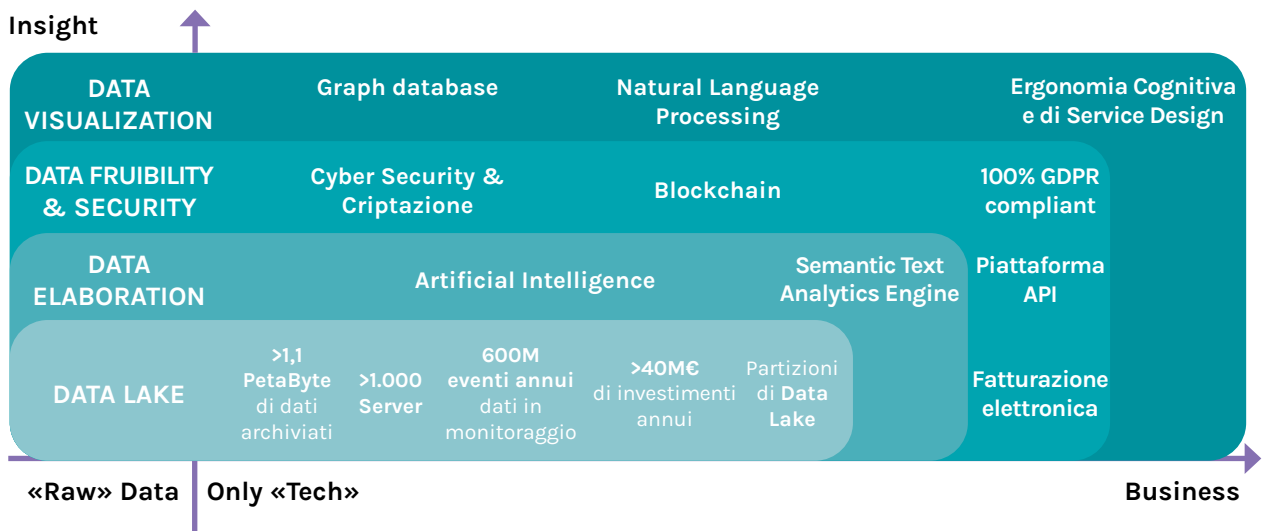 Insight
DATA
VISUALIZATION
Graph database
Natural Language
Processing
Ergonomia Cognitiva
e di Service Design
DATA FRUIBILITY
& SECURITY
Cyber Security &
Criptazione
Blockchain
100% GDPR
compliant
DATA
ELABORATION
Artificial Intelligence
Semantic Text
Analytics Engine
Piattaforma
API
DATA LAKE
>1,1
PetaByte
di dati
archiviati
>1.000
Server
600M
eventi annui
dati in
monitoraggio
>40M€
di investimenti
annui
Partizioni
di Data
Lake
Fatturazione
elettronica
«Raw» Data
Only «Tech»
Business